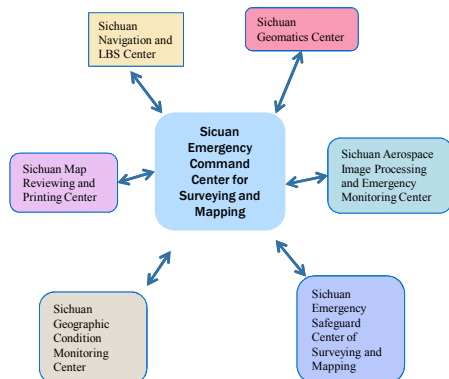 Sichuan
Navigation and
LBS Center
Sichuan
Geomatics Center
Sicuan
Emergency
Command
Center for
Surveying and
Mapping
Sichuan Map
Reviewing and
Printing Center
Sichuan Aerospace
Image Processing
and Emergency
Monitoring Center
Sichuan
Geographic
Condition
Monitoring
Center
Sichuan
Emergency
Safeguard
Center of
Surveying and
Mapping